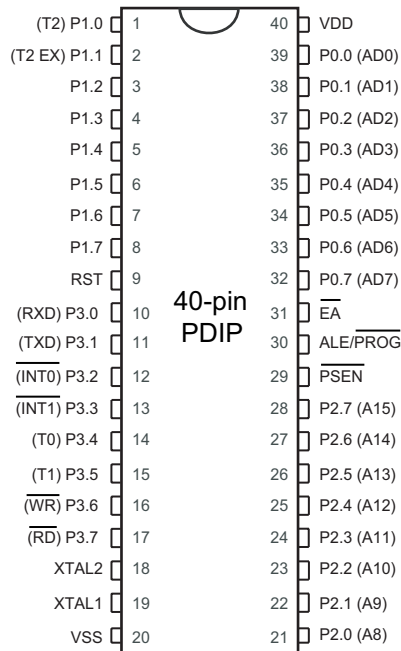 (T2) P1.0 1 40 VDD
(T2 EX) P1.1 2 39 P0.0 (AD0)
P1.2 3 38 P0.1 (AD1)
P1.3 4 37 P0.2 (AD2)
P1.4 5 36 P0.3 (AD3)
P1.5 6 35 P0.4 (AD4)
P1.6 7 34 P0.5 (AD5)
P1.7 8 33 P0.6 (AD6)
RST 9 32 P0.7 (AD7)
40-pin
PDIP
(RXD) P3.0 10 31 EA
(TXD) P3.1 11 30 ALE/PROG
(INT0) P3.2 12 29 PSEN
(INT1) P3.3 13 28 P2.7 (A15)
(T0) P3.4 14 27 P2.6 (A14)
(T1) P3.5 15 26 P2.5 (A13)
(WR) P3.6 16 25 P2.4 (A12)
(RD) P3.7 17 24 P2.3 (A11)
XTAL2 18 23 P2.2 (A10)
XTAL1 19 22 P2.1 (A9)
VSS 20 21 P2.0 (A8)